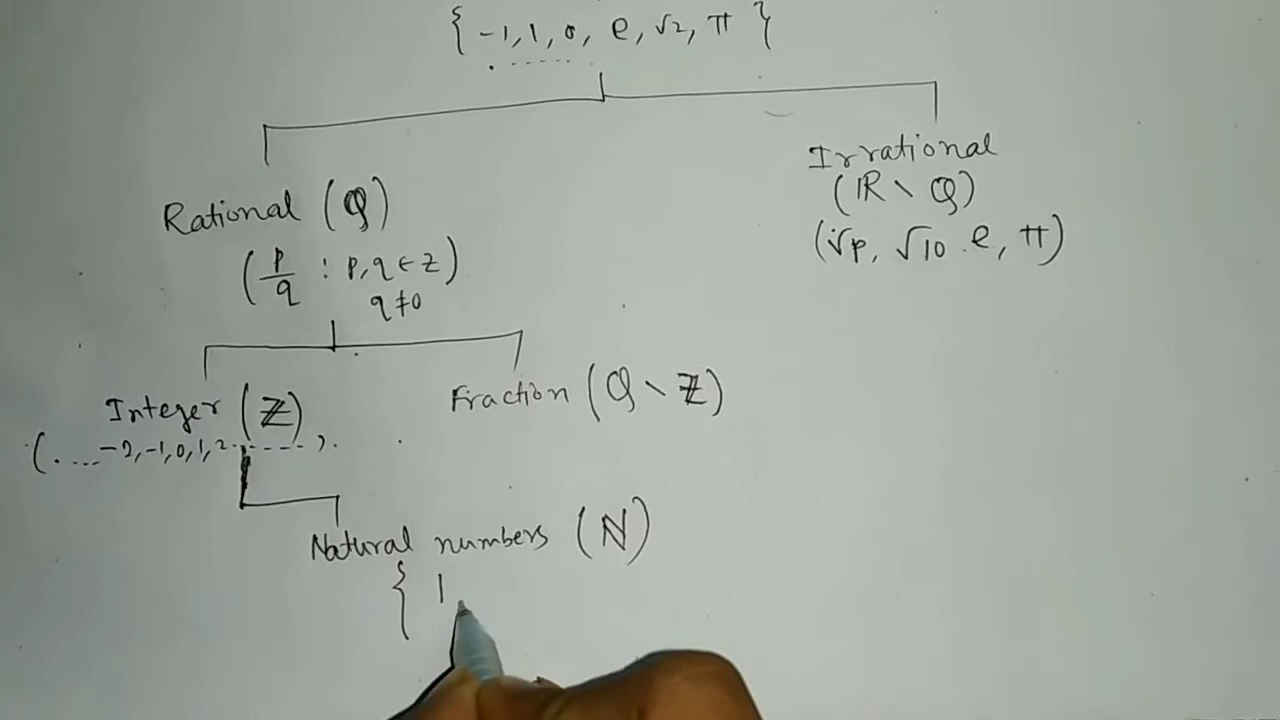 { -1, 1, 0, e, √2, π }
Irrational
(ℝ \ ℚ)
Rational (ℚ)
(√p, √10 . e, π)
(p/q : p, q ∈ z)
q ≠ 0
Integer (ℤ)
Fraction (ℚ \ ℤ)
(....-2, -1, 0, 1, 2 -----).
Natural numbers (ℕ)
{ 1